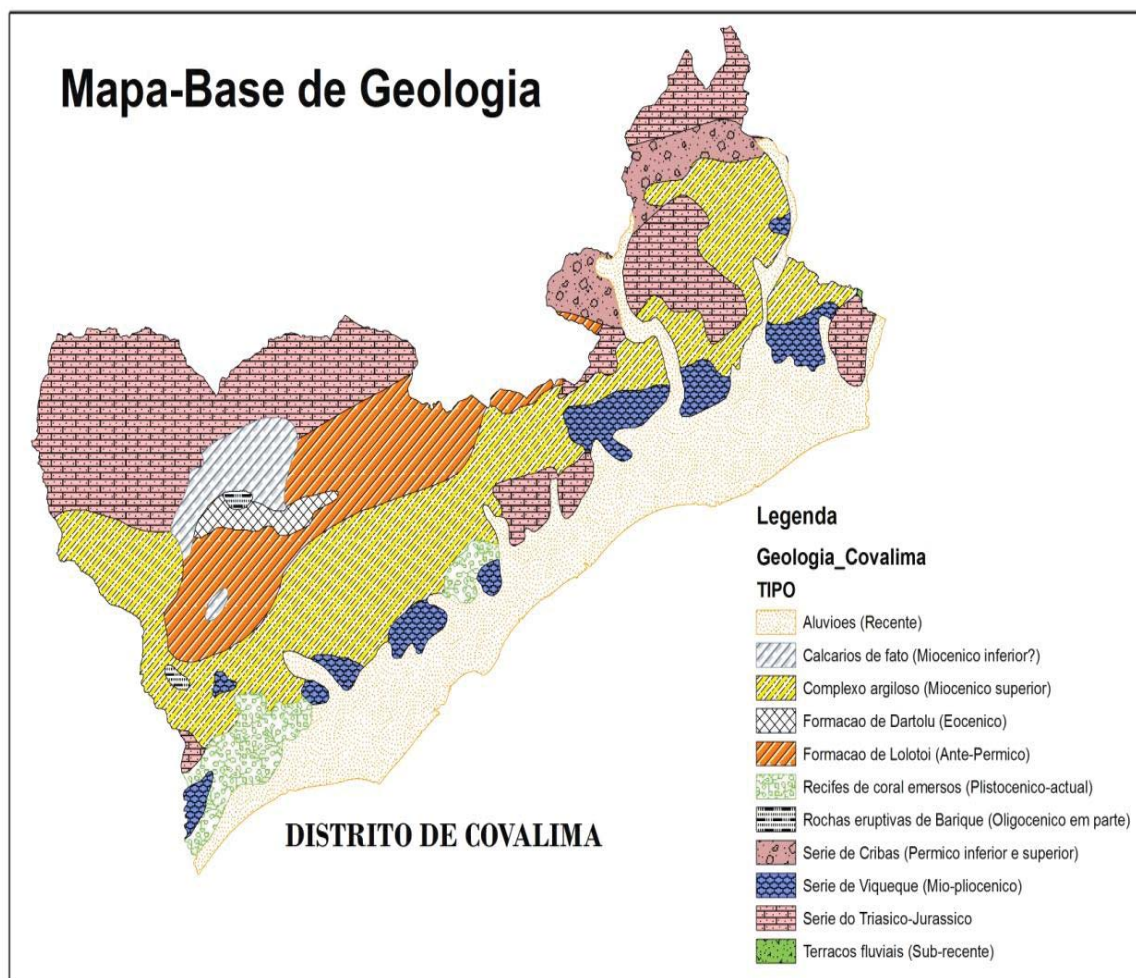 Mapa-Base de Geologia
DISTRITO DE COVALIMA
Legenda
Geologia_Covalima
TIPO
Aluvioes (Recente)
Calcarios de fato (Miocenico inferior?)
Complexo argiloso (Miocenico superior)
Formacao de Dartolu (Eocenico)
Formacao de Lolotoi (Ante-Permico)
Recifes de coral emersos (Plistocenico-actual)
Rochas eruptivas de Barique (Oligocenico em parte)
Serie de Cribas (Permico inferior e superior)
Serie de Viqueque (Mio-pliocenico)
Serie do Triasico-Jurassico
Terracos fluviais (Sub-recente)